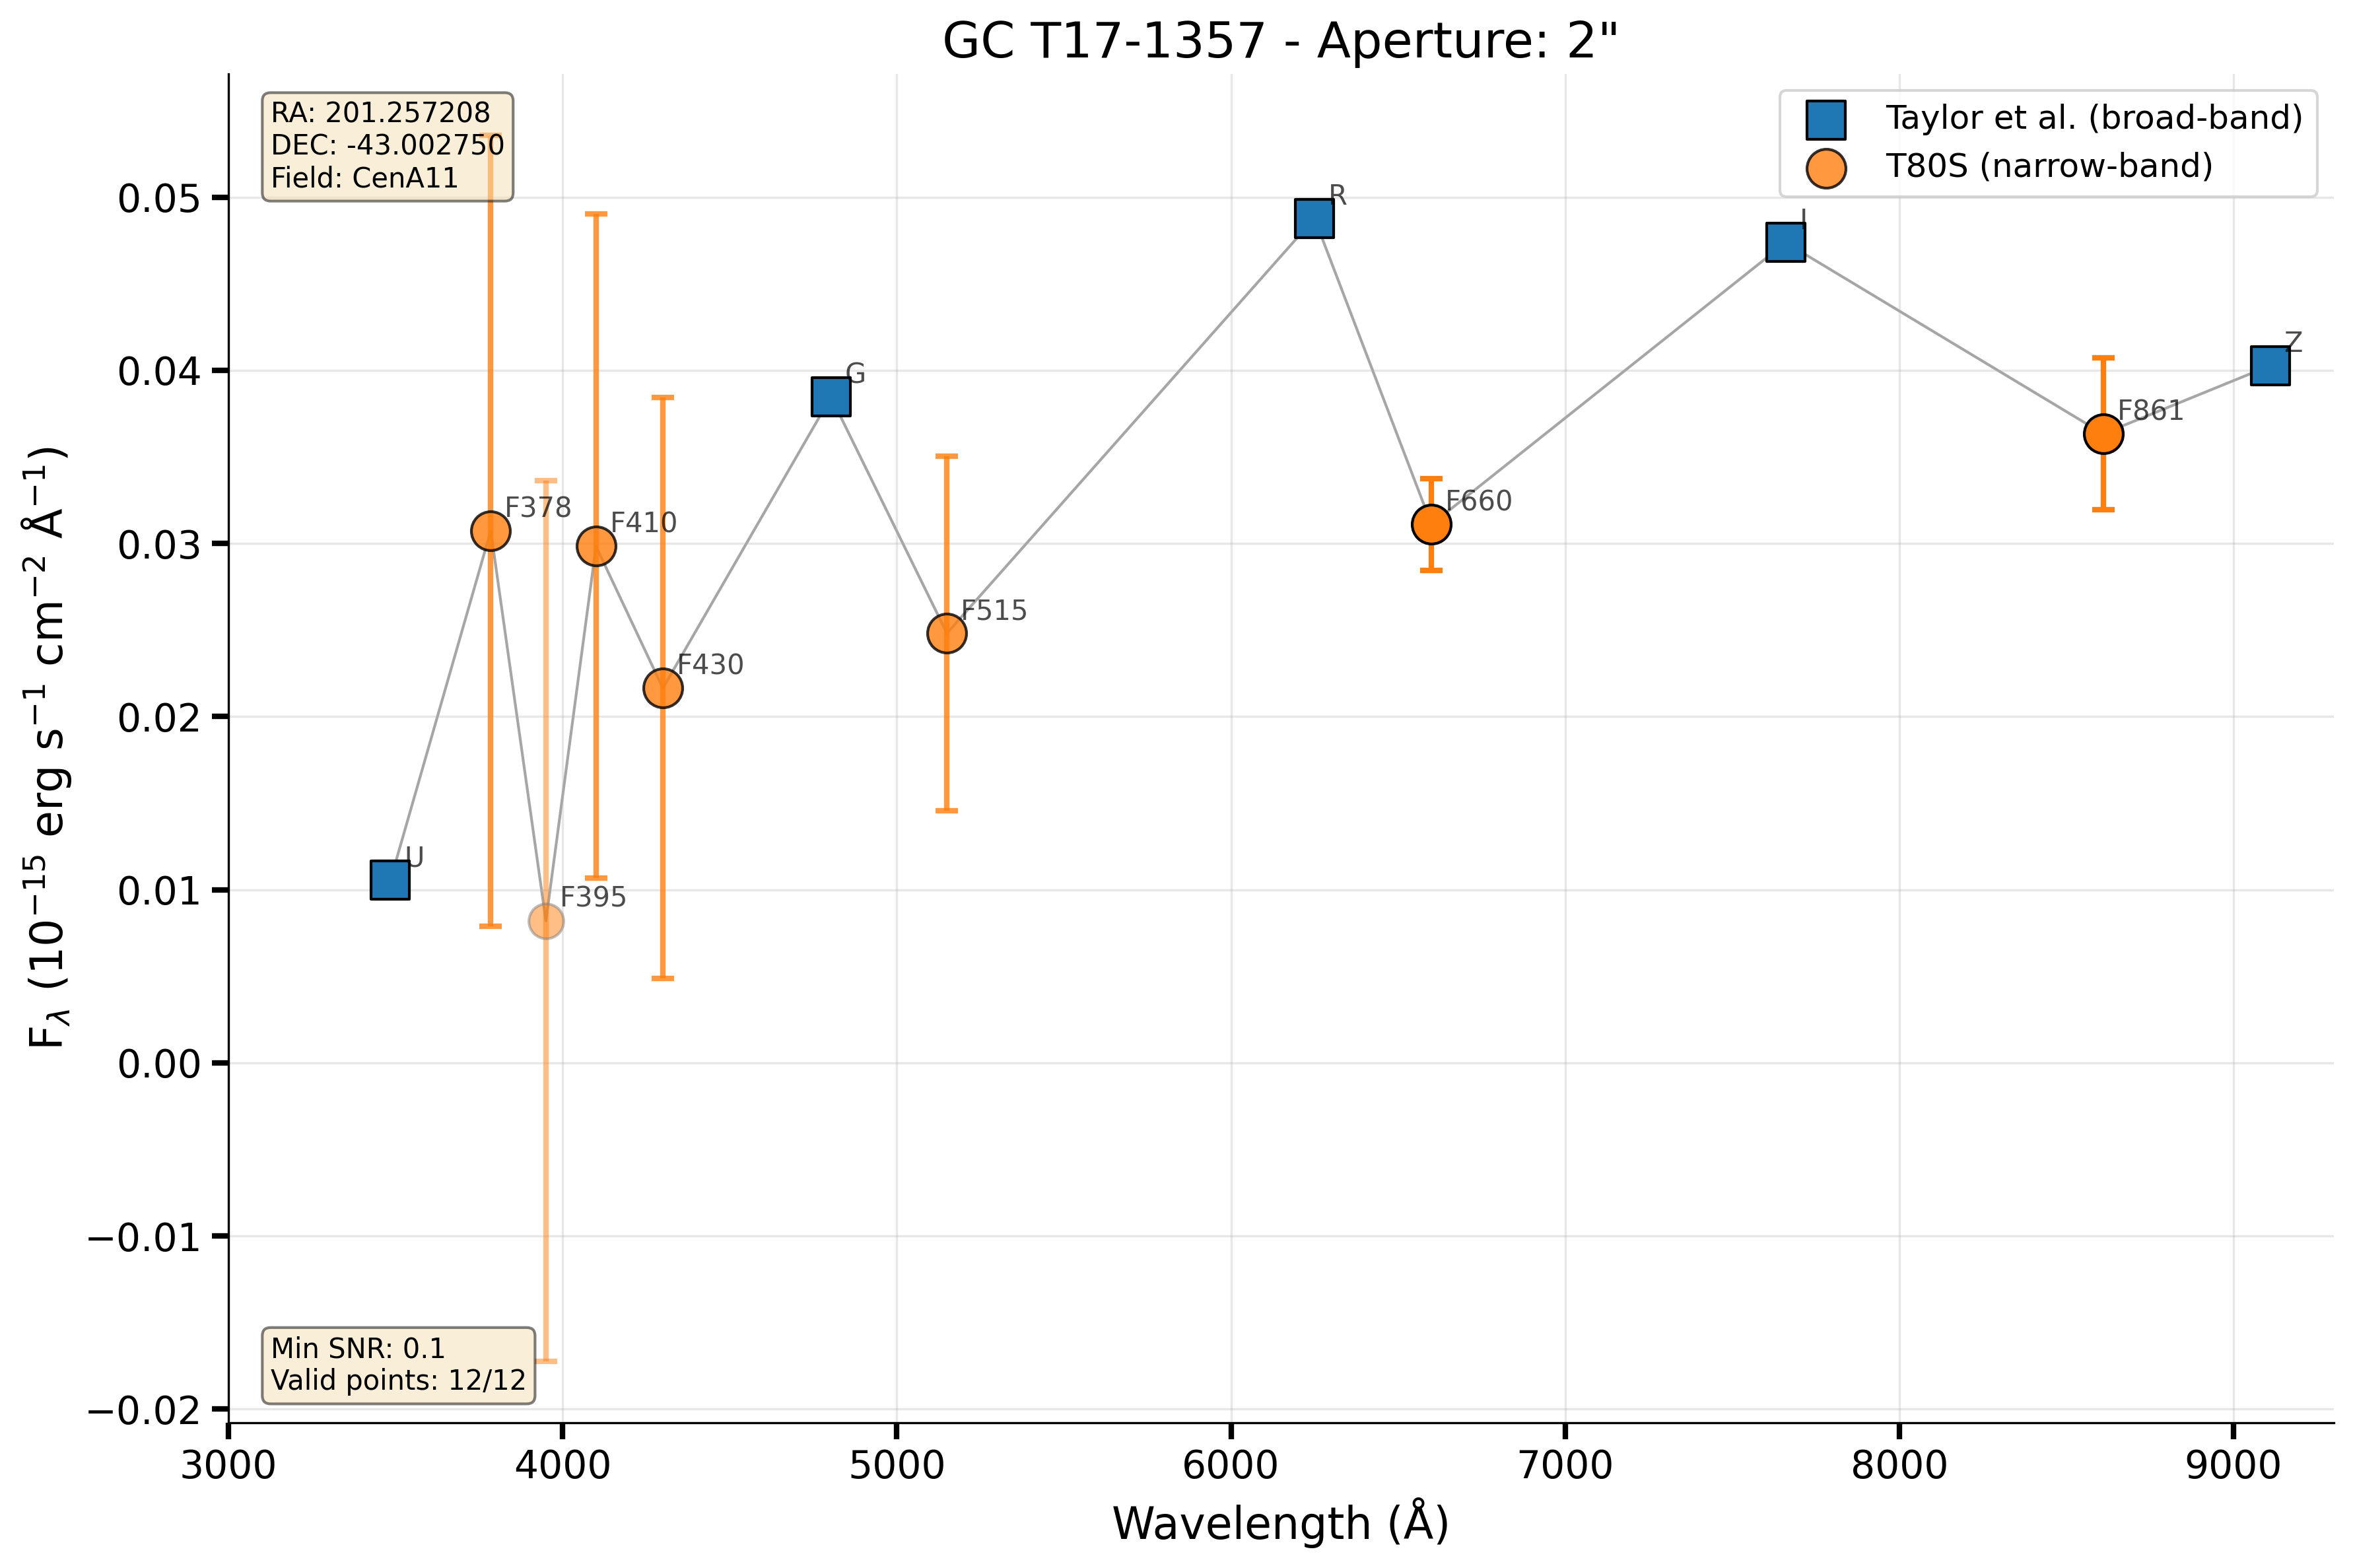 GC T17-1357 - Aperture: 2"
RA: 201.257208
DEC: -43.002750
Field: CenA11
Taylor et al. (broad-band)
T80S (narrow-band)
R
I
Z
G
F861
F378
F410
F660
F515
F430
U
F395
Min SNR: 0.1
Valid points: 12/12
0.05
0.04
0.03
0.02
0.01
0.00
−0.01
−0.02
F_λ (10⁻¹⁵ erg s⁻¹ cm⁻² Å⁻¹)
3000 4000 5000 6000 7000 8000 9000
Wavelength (Å)